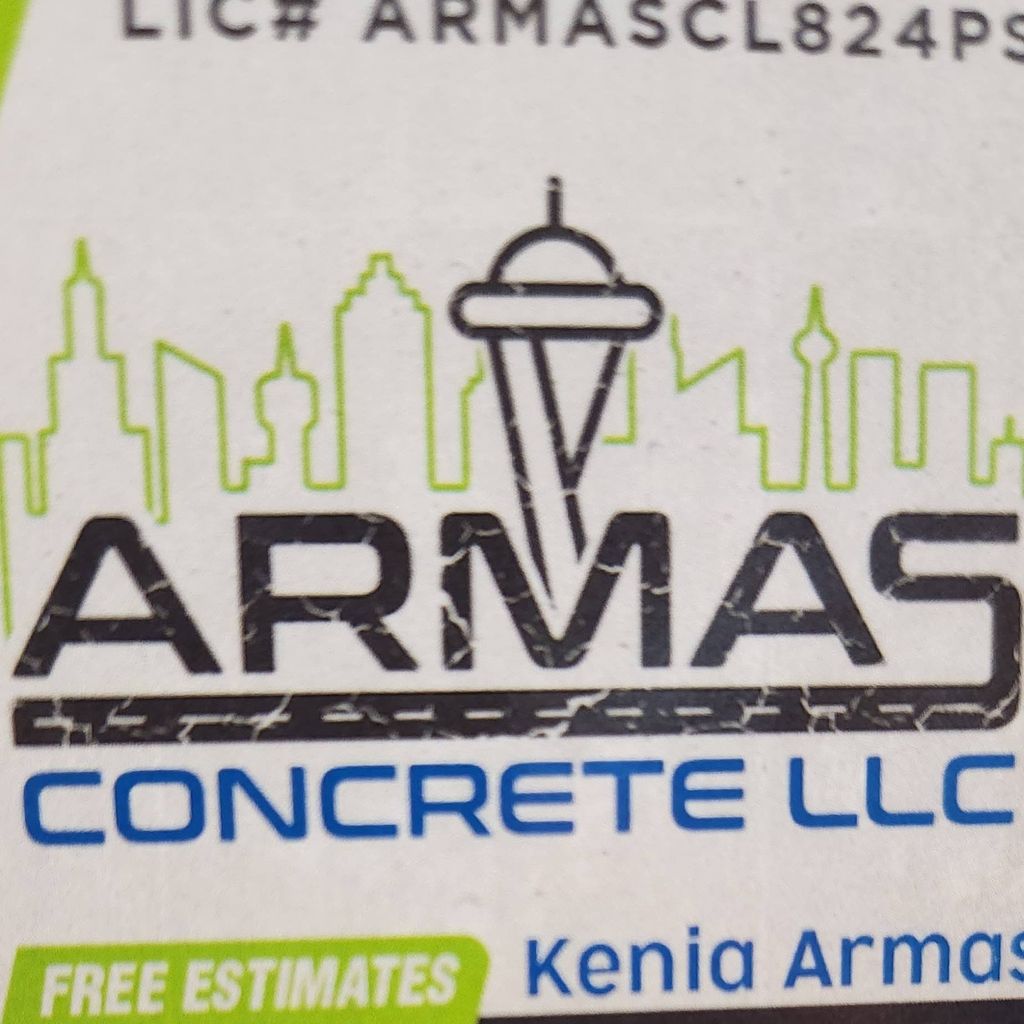 LIC# ARMASCL824PS
ARMAS
CONCRETE LLC
FREE ESTIMATES
Kenia Armas